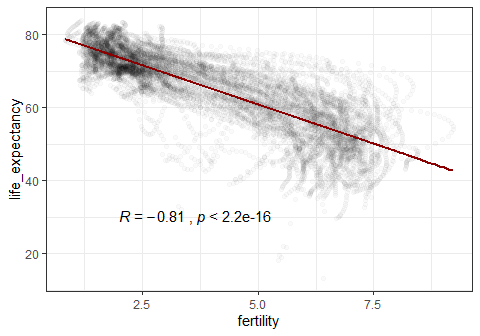 80
60
40
20
life_expectancy
R = −0.81 , p < 2.2e-16
2.5
5.0
7.5
fertility